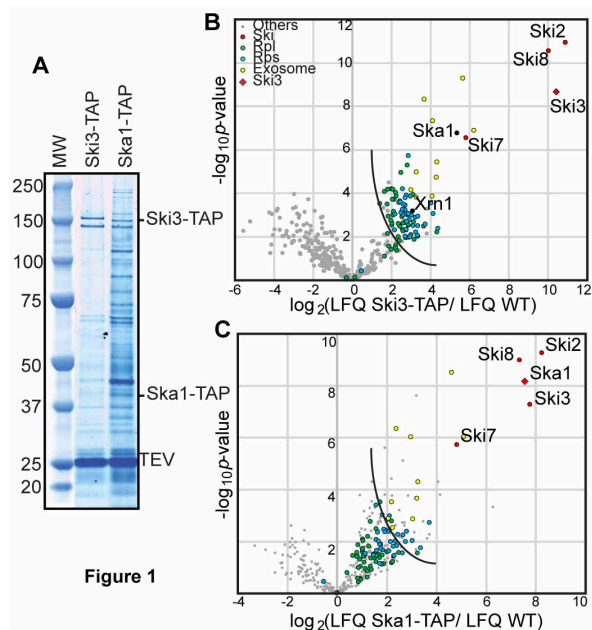 A
MW
Ski3-TAP
Ska1-TAP
250
150
100
75
50
37
25
20
Ski3-TAP
Ska1-TAP
TEV
Figure 1
B
Others
Ski
Rpl
Rps
Exosome
Ski3
-log10p-value
12
10
8
6
4
2
Ski2
Ski8
Ski3
Ska1
Ski7
Xrn1
-6 -4 -2 0 2 4 6 8 10 12
log2(LFQ Ski3-TAP/ LFQ WT)
C
-log10p-value
10
8
6
4
2
Ski8
Ski2
Ska1
Ski3
Ski7
-4 -2 0 2 4 6 8 10
log2(LFQ Ska1-TAP/ LFQ WT)